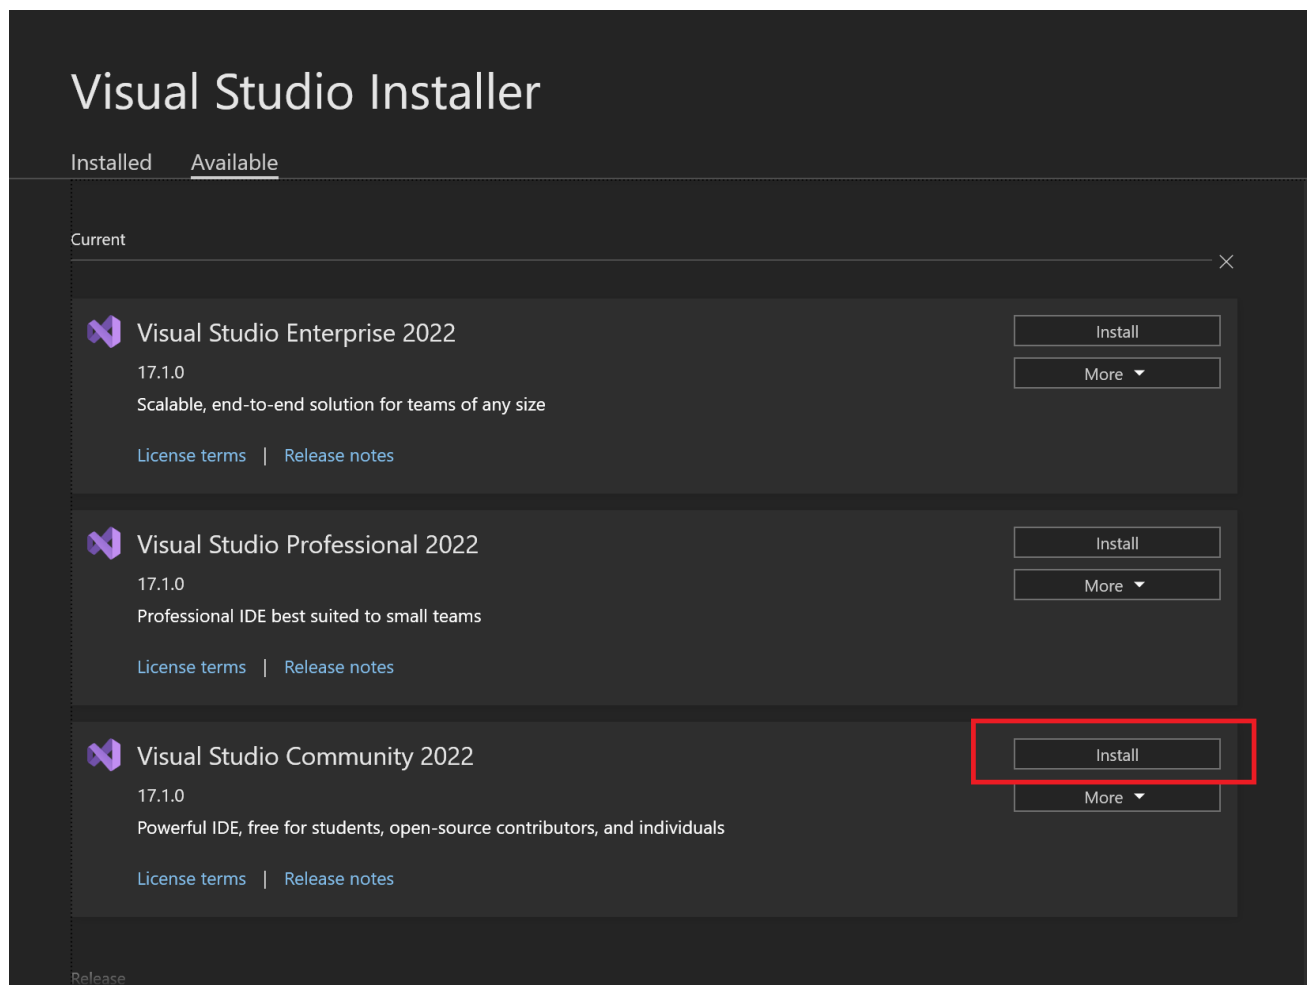 Visual Studio Installer
Installed Available
Current
Visual Studio Enterprise 2022
Install
17.1.0
More
Scalable, end-to-end solution for teams of any size
License terms | Release notes
Visual Studio Professional 2022
Install
17.1.0
More
Professional IDE best suited to small teams
License terms | Release notes
Visual Studio Community 2022
Install
17.1.0
More
Powerful IDE, free for students, open-source contributors, and individuals
License terms | Release notes
Release